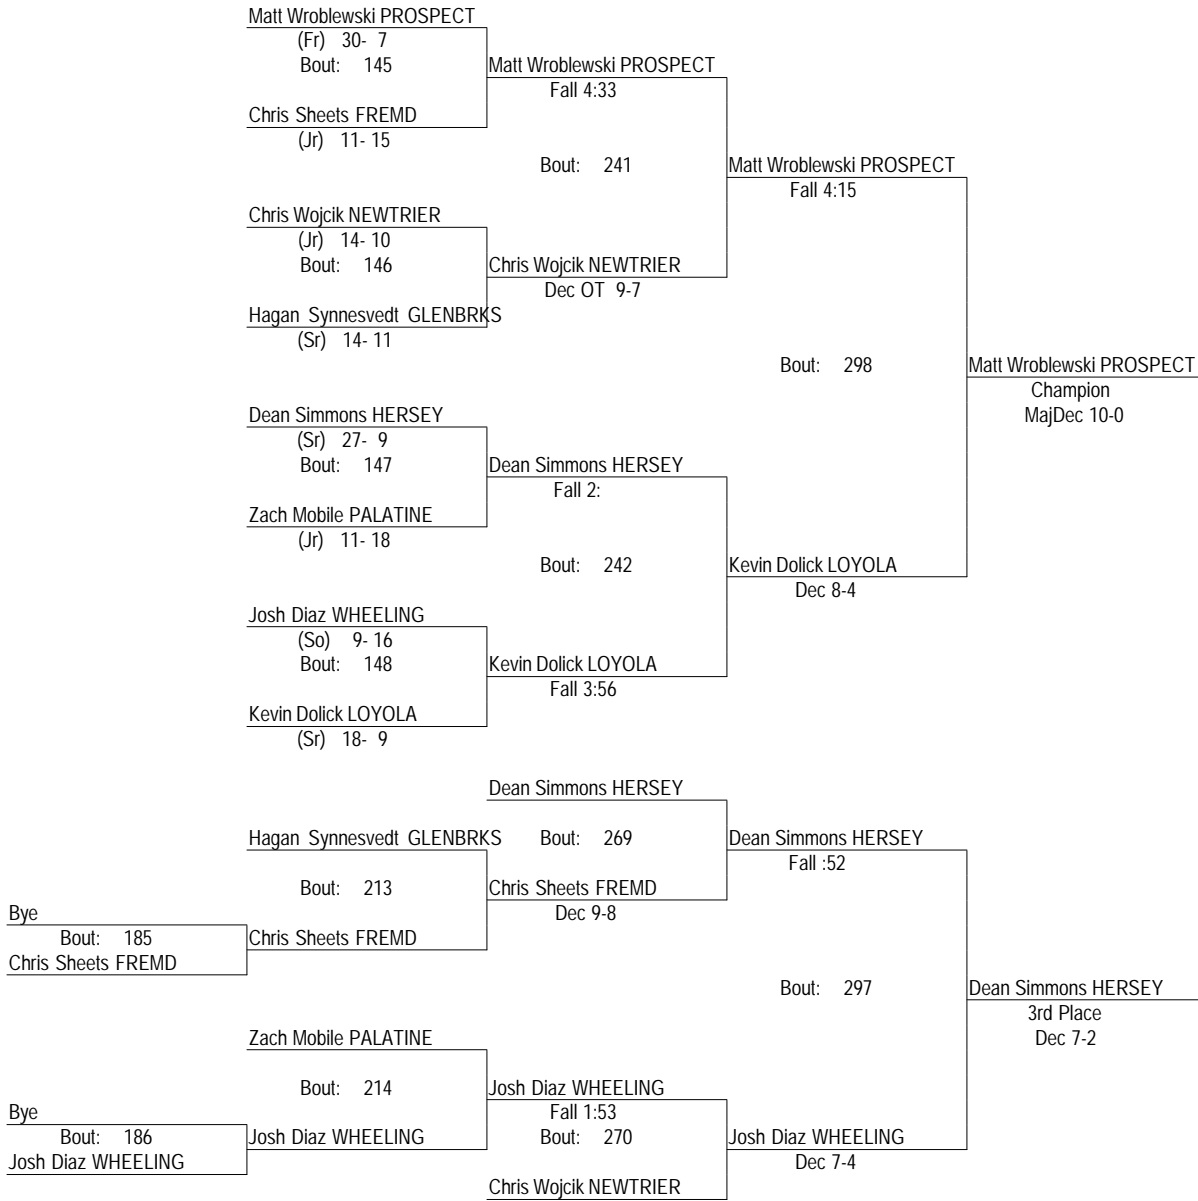 Matt Wroblewski PROSPECT
(Fr) 30- 7
Bout: 145
Matt Wroblewski PROSPECT
Fall 4:33
Chris Sheets FREMD
(Jr) 11- 15
Bout: 241
Matt Wroblewski PROSPECT
Fall 4:15
Chris Wojcik NEWTRIER
(Jr) 14- 10
Bout: 146
Chris Wojcik NEWTRIER
Dec OT 9-7
Hagan Synnesvedt GLENBRKS
(Sr) 14- 11
Bout: 298
Matt Wroblewski PROSPECT
Champion
MajDec 10-0
Dean Simmons HERSEY
(Sr) 27- 9
Bout: 147
Dean Simmons HERSEY
Fall 2:
Zach Mobile PALATINE
(Jr) 11- 18
Bout: 242
Kevin Dolick LOYOLA
Dec 8-4
Josh Diaz WHEELING
(So) 9- 16
Bout: 148
Kevin Dolick LOYOLA
Fall 3:56
Kevin Dolick LOYOLA
(Sr) 18- 9
Dean Simmons HERSEY
Hagan Synnesvedt GLENBRKS
Bout: 269
Dean Simmons HERSEY
Fall :52
Bout: 213
Chris Sheets FREMD
Dec 9-8
Bye
Bout: 185
Chris Sheets FREMD
Chris Sheets FREMD
Bout: 297
Dean Simmons HERSEY
3rd Place
Dec 7-2
Zach Mobile PALATINE
Bout: 214
Josh Diaz WHEELING
Fall 1:53
Bye
Bout: 186
Josh Diaz WHEELING
Bout: 270
Josh Diaz WHEELING
Dec 7-4
Josh Diaz WHEELING
Chris Wojcik NEWTRIER